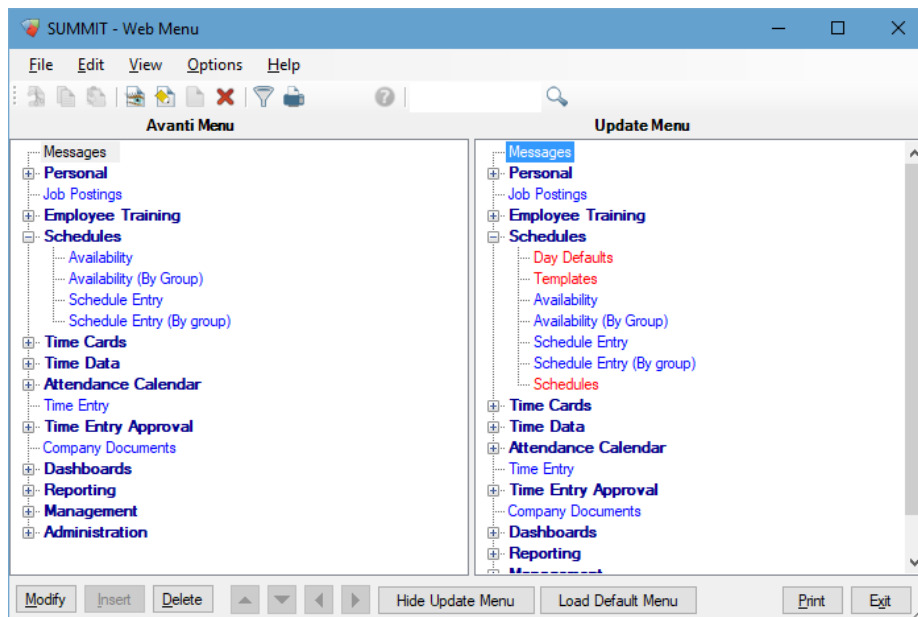 SUMMIT - Web Menu
File Edit View Options Help
Avanti Menu
Messages
Personal
Job Postings
Employee Training
Schedules
Availability
Availability (By Group)
Schedule Entry
Schedule Entry (By group)
Time Cards
Time Data
Attendance Calendar
Time Entry
Time Entry Approval
Company Documents
Dashboards
Reporting
Management
Administration
Update Menu
Messages
Personal
Job Postings
Employee Training
Schedules
Day Defaults
Templates
Availability
Availability (By Group)
Schedule Entry
Schedule Entry (By group)
Schedules
Time Cards
Time Data
Attendance Calendar
Time Entry
Time Entry Approval
Company Documents
Dashboards
Reporting
Management
Modify Insert Delete Hide Update Menu Load Default Menu Print Exit